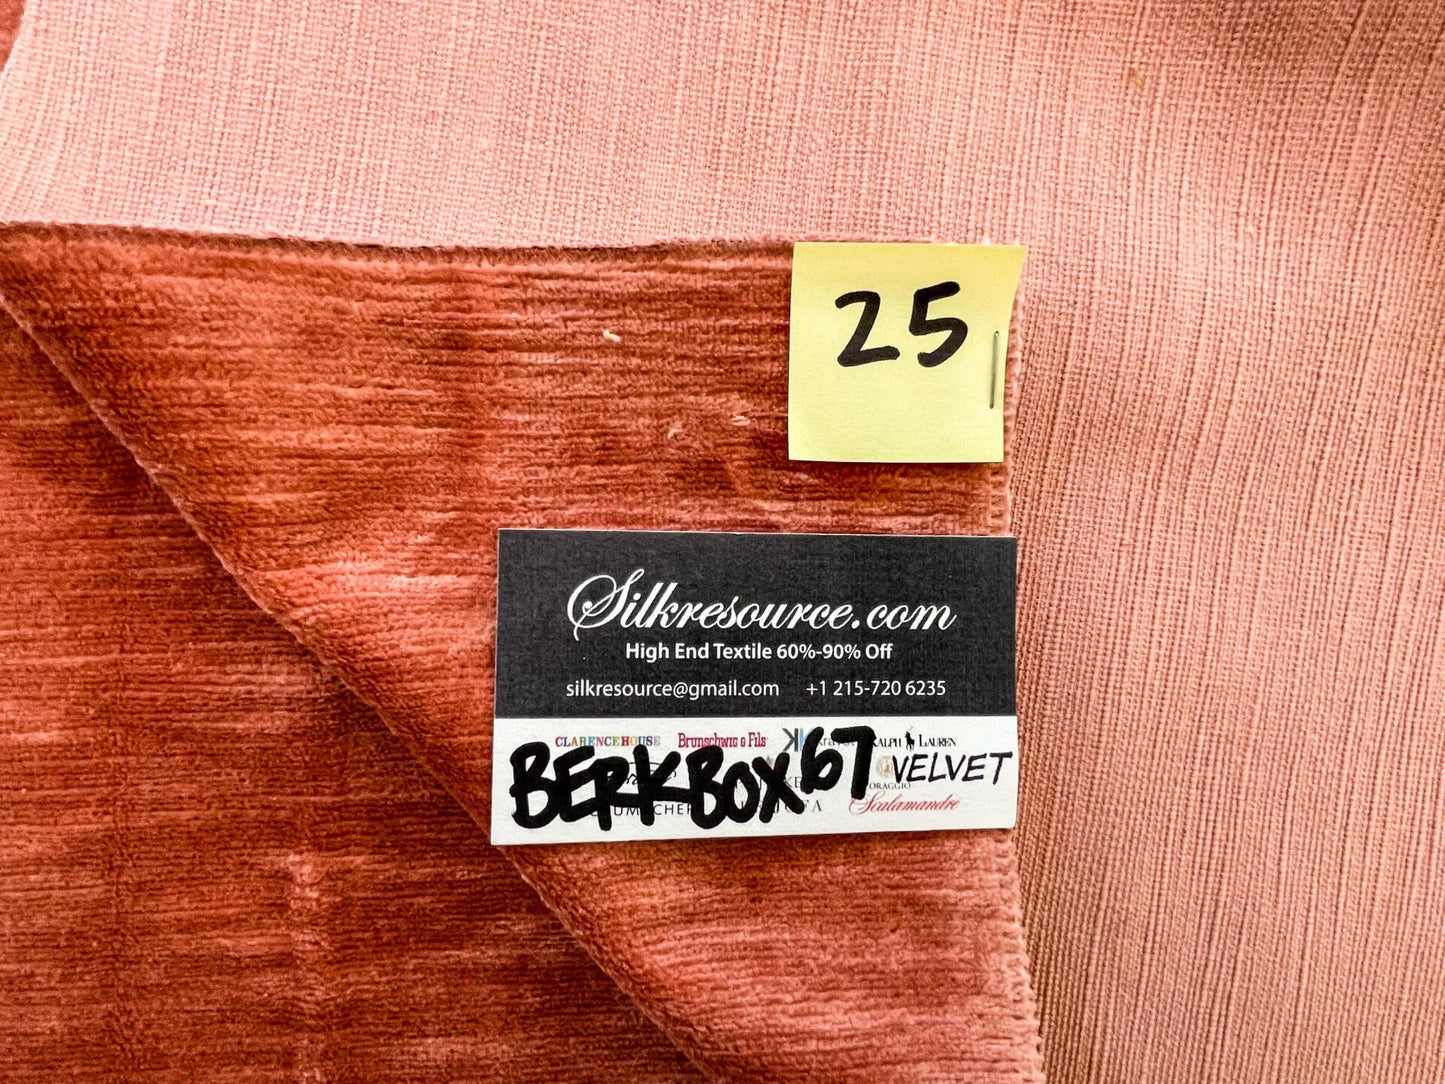 25
Silkresource.com
High End Textile 60%-90% Off
silkresource@gmail.com +1 215-720 6235
CLARENCE HOUSE Brunschwig & Fils RALPH LAUREN
BERKBOX67 VELVET
Scalamandré